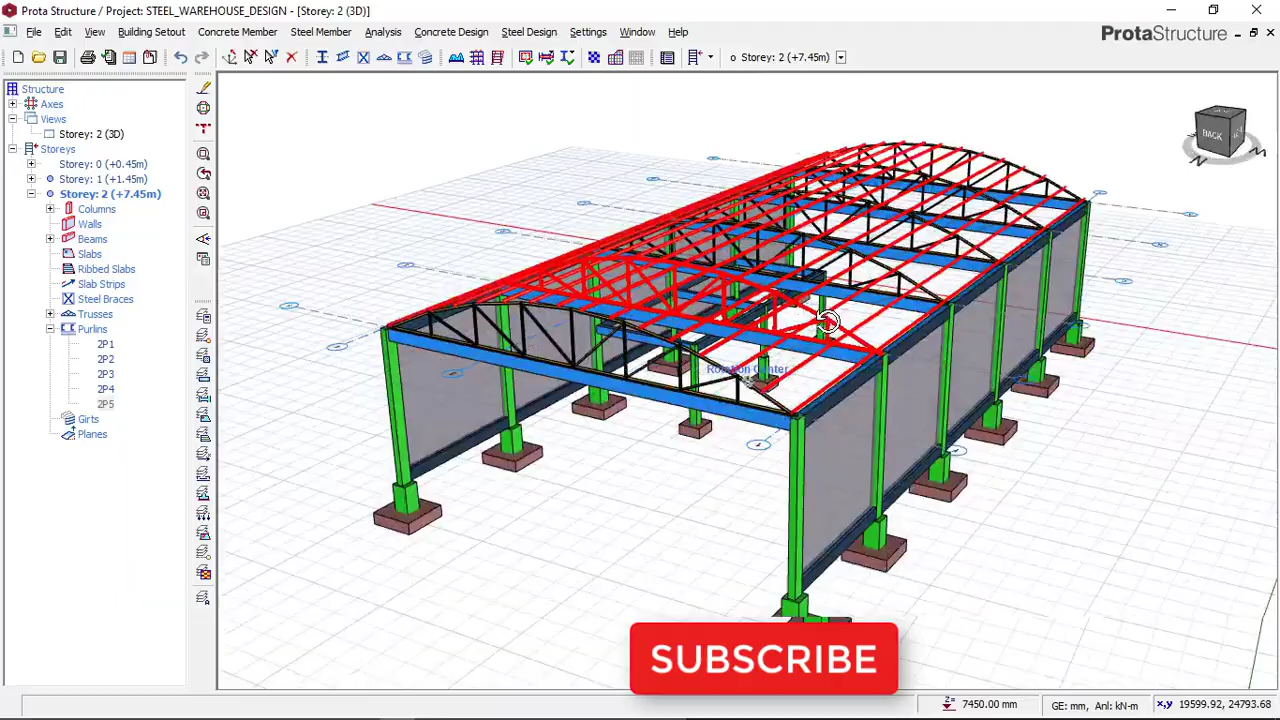 Prota Structure / Project: STEEL_WAREHOUSE_DESIGN - [Storey: 2 (3D)]
File Edit View Building Setout Concrete Member Steel Member Analysis Concrete Design Steel Design Settings Window Help
ProtaStructure
Storey: 2 (+7.45m)
Structure
Axes
Views
Storey: 2 (3D)
Storeys
Storey: 0 (+0.45m)
Storey: 1 (+1.45m)
Storey: 2 (+7.45m)
Columns
Walls
Beams
Slabs
Ribbed Slabs
Slab Strips
Steel Braces
Trusses
Purlins
2P1
2P2
2P3
2P4
2P5
Girts
Planes
BACK
Rotation Center
SUBSCRIBE
Z= 7450.00 mm
GE: mm, Anl: kN-m
x,y 19599.92, 24793.68